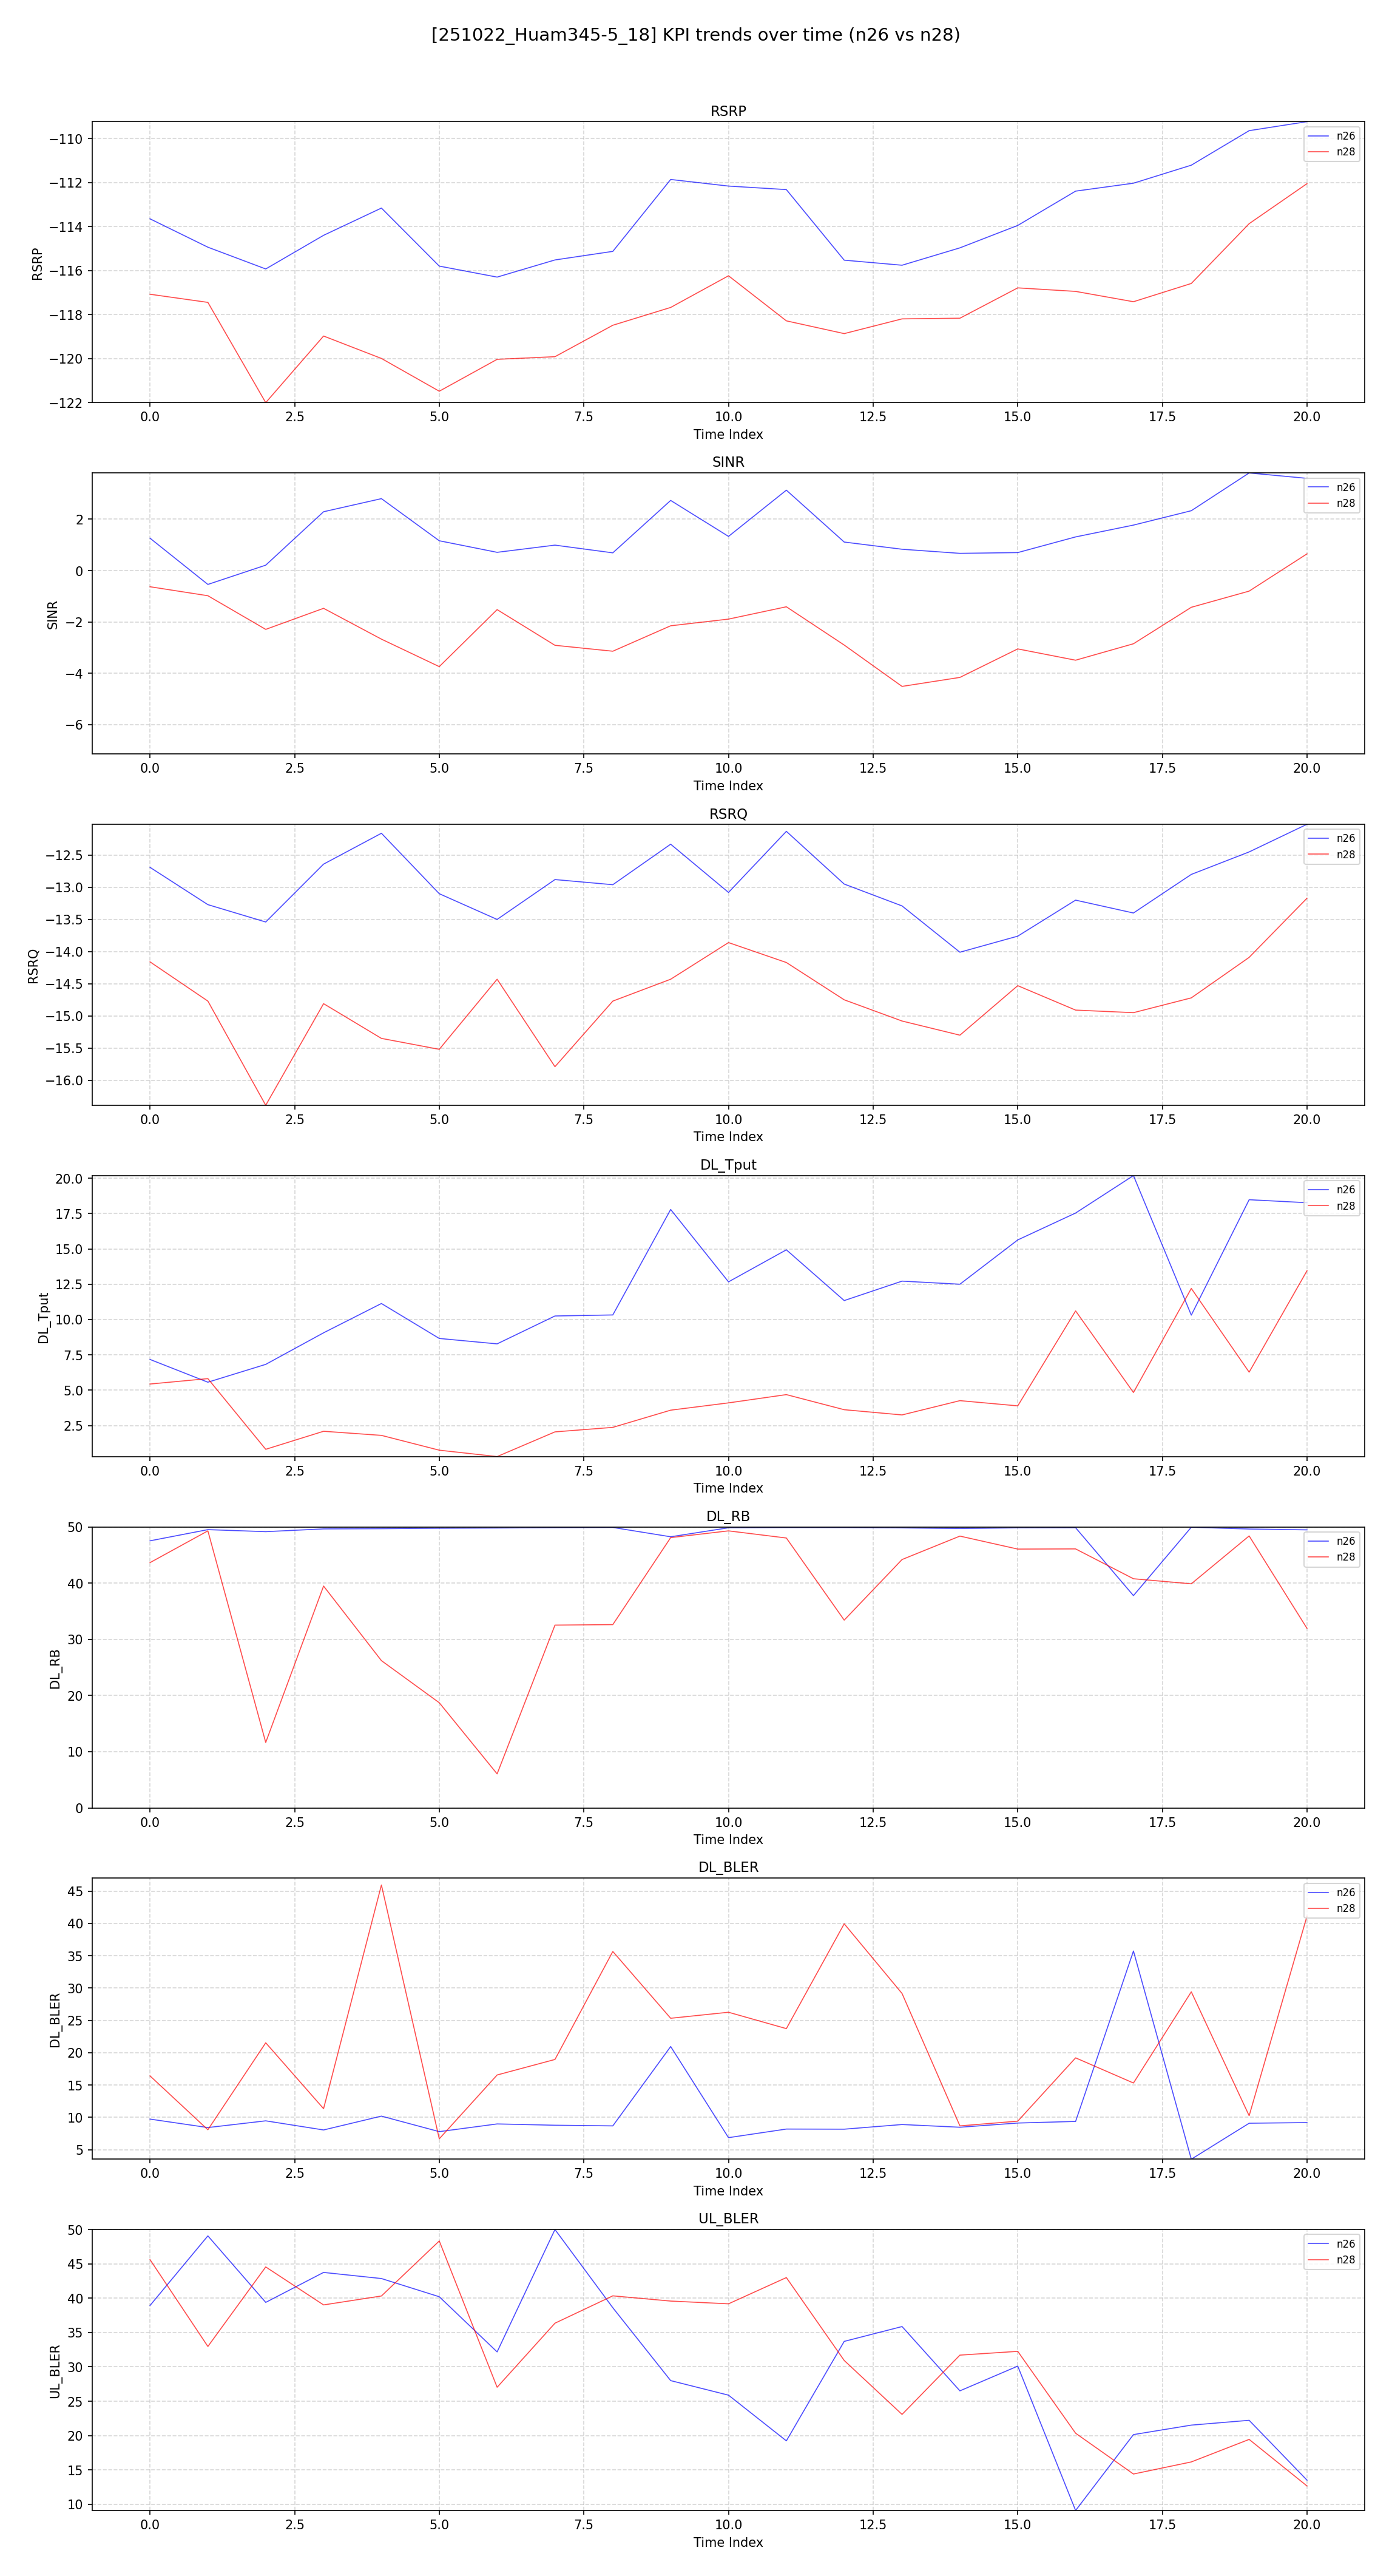 [251022_Huam345-5_18] KPI trends over time (n26 vs n28)
RSRP
n26
n28
−110
−112
−114
−116
−118
−120
−122
RSRP
0.0 2.5 5.0 7.5 10.0 12.5 15.0 17.5 20.0
Time Index
SINR
n26
n28
2
0
−2
−4
−6
SINR
0.0 2.5 5.0 7.5 10.0 12.5 15.0 17.5 20.0
Time Index
RSRQ
n26
n28
−12.5
−13.0
−13.5
−14.0
−14.5
−15.0
−15.5
−16.0
RSRQ
0.0 2.5 5.0 7.5 10.0 12.5 15.0 17.5 20.0
Time Index
DL_Tput
n26
n28
20.0
17.5
15.0
12.5
10.0
7.5
5.0
2.5
DL_Tput
0.0 2.5 5.0 7.5 10.0 12.5 15.0 17.5 20.0
Time Index
DL_RB
n26
n28
50
40
30
20
10
0
DL_RB
0.0 2.5 5.0 7.5 10.0 12.5 15.0 17.5 20.0
Time Index
DL_BLER
n26
n28
45
40
35
30
25
20
15
10
5
DL_BLER
0.0 2.5 5.0 7.5 10.0 12.5 15.0 17.5 20.0
Time Index
UL_BLER
n26
n28
50
45
40
35
30
25
20
15
10
UL_BLER
0.0 2.5 5.0 7.5 10.0 12.5 15.0 17.5 20.0
Time Index